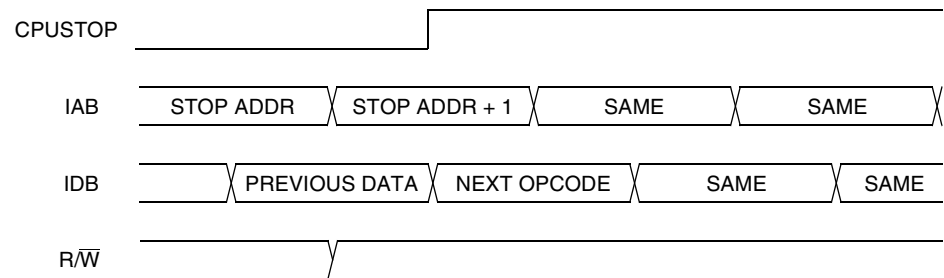 CPUSTOP
IAB STOP ADDR STOP ADDR + 1 SAME SAME
IDB PREVIOUS DATA NEXT OPCODE SAME SAME
R/W̅